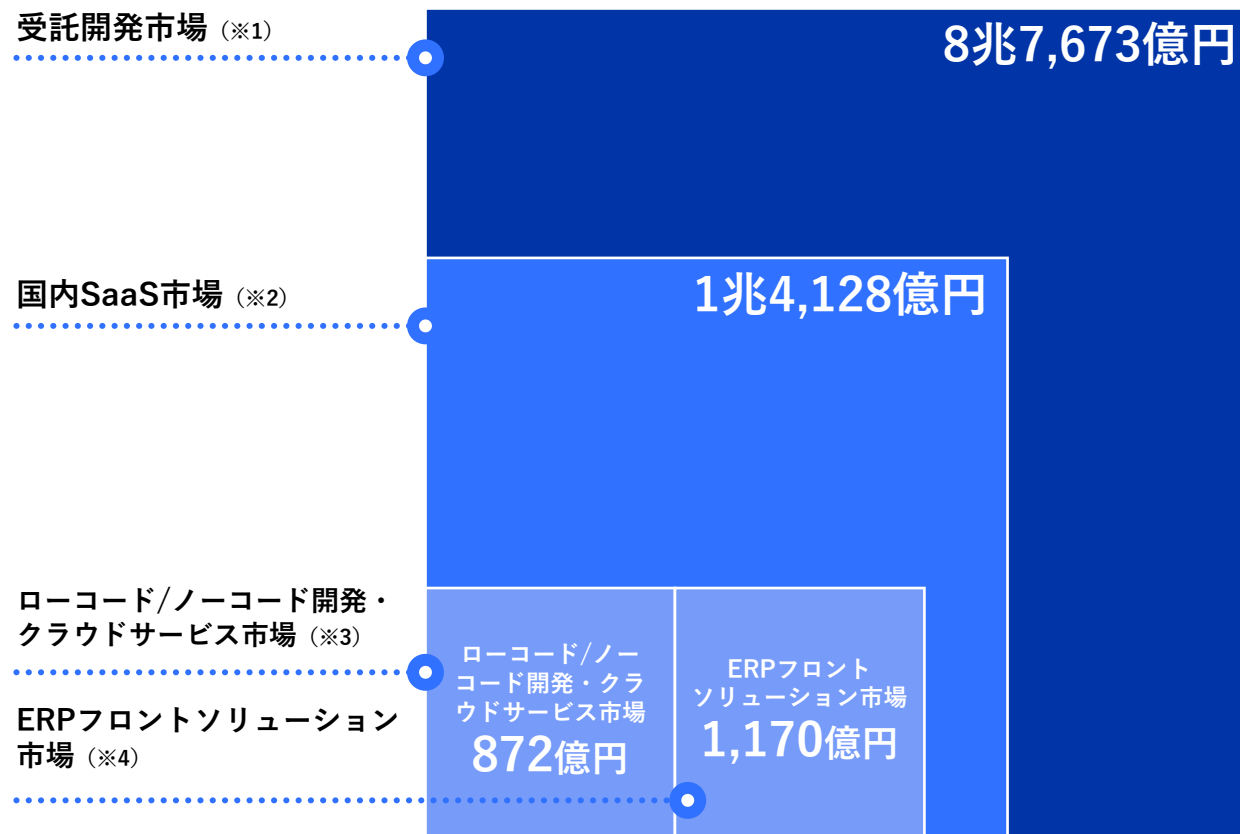 受託開発市場（※1）
8兆7,673億円
国内SaaS市場（※2）
1兆4,128億円
ローコード/ノーコード開発・
クラウドサービス市場（※3）
ERPフロントソリューション
市場（※4）
ローコード/ノー
コード開発・クラ
ウドサービス市場
872億円
ERPフロント
ソリューション市場
1,170億円